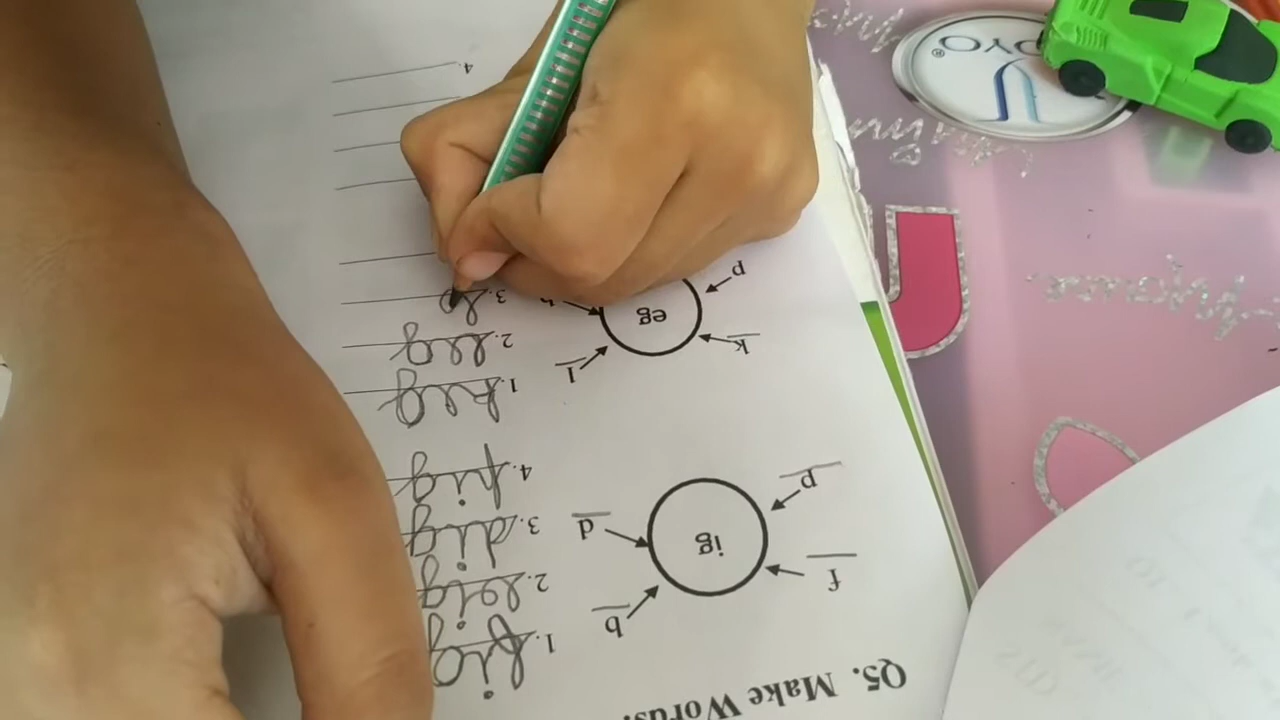 Q5. Make Words.
f b
ig
p d
1. fig
2. big
3. dig
4. pig
k l
eg
p
1. keg
2. leg
3.
4.
OYO®